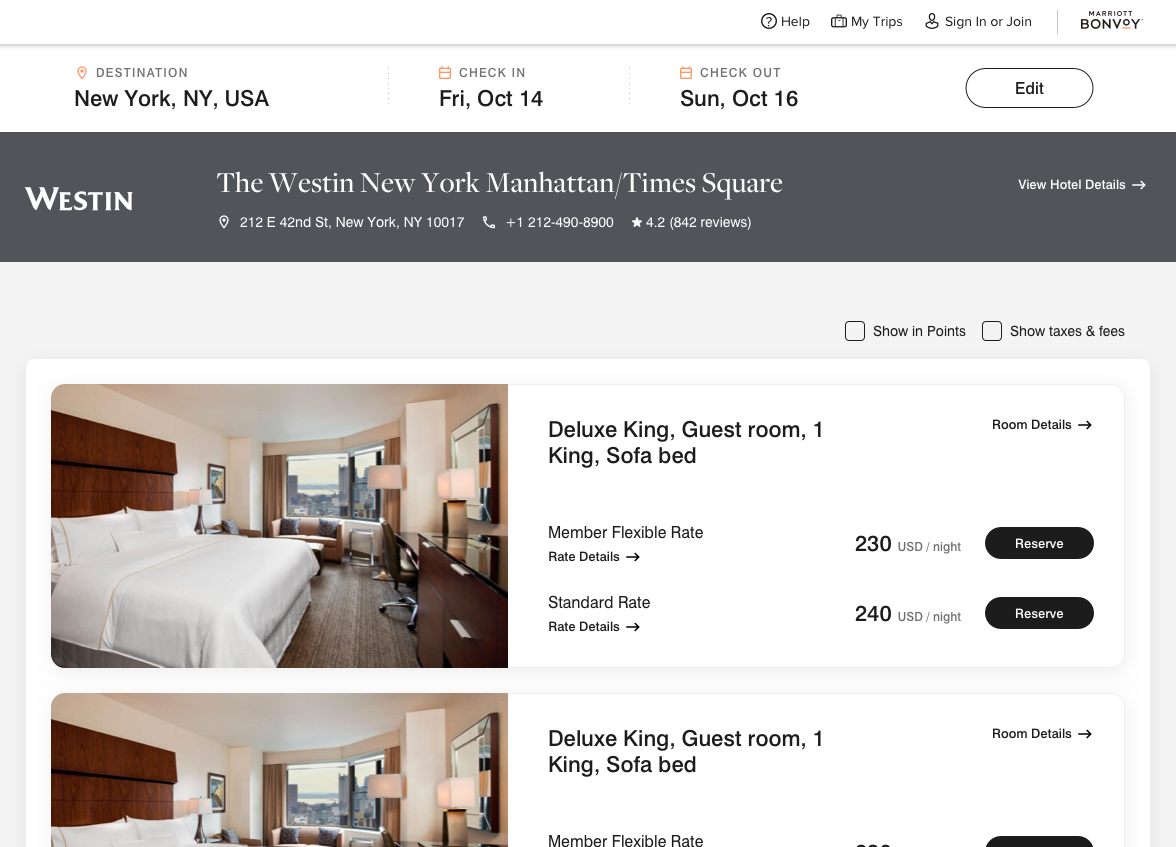 Help My Trips Sign In or Join MARRIOTT BONVOY
DESTINATION CHECK IN CHECK OUT
New York, NY, USA Fri, Oct 14 Sun, Oct 16 Edit
WESTIN
The Westin New York Manhattan/Times Square
View Hotel Details
212 E 42nd St, New York, NY 10017 +1 212-490-8900 4.2 (842 reviews)
Show in Points Show taxes & fees
Deluxe King, Guest room, 1
King, Sofa bed
Room Details
Member Flexible Rate
Rate Details
230 USD / night Reserve
Standard Rate
Rate Details
240 USD / night Reserve
Deluxe King, Guest room, 1
King, Sofa bed
Room Details
Member Flexible Rate